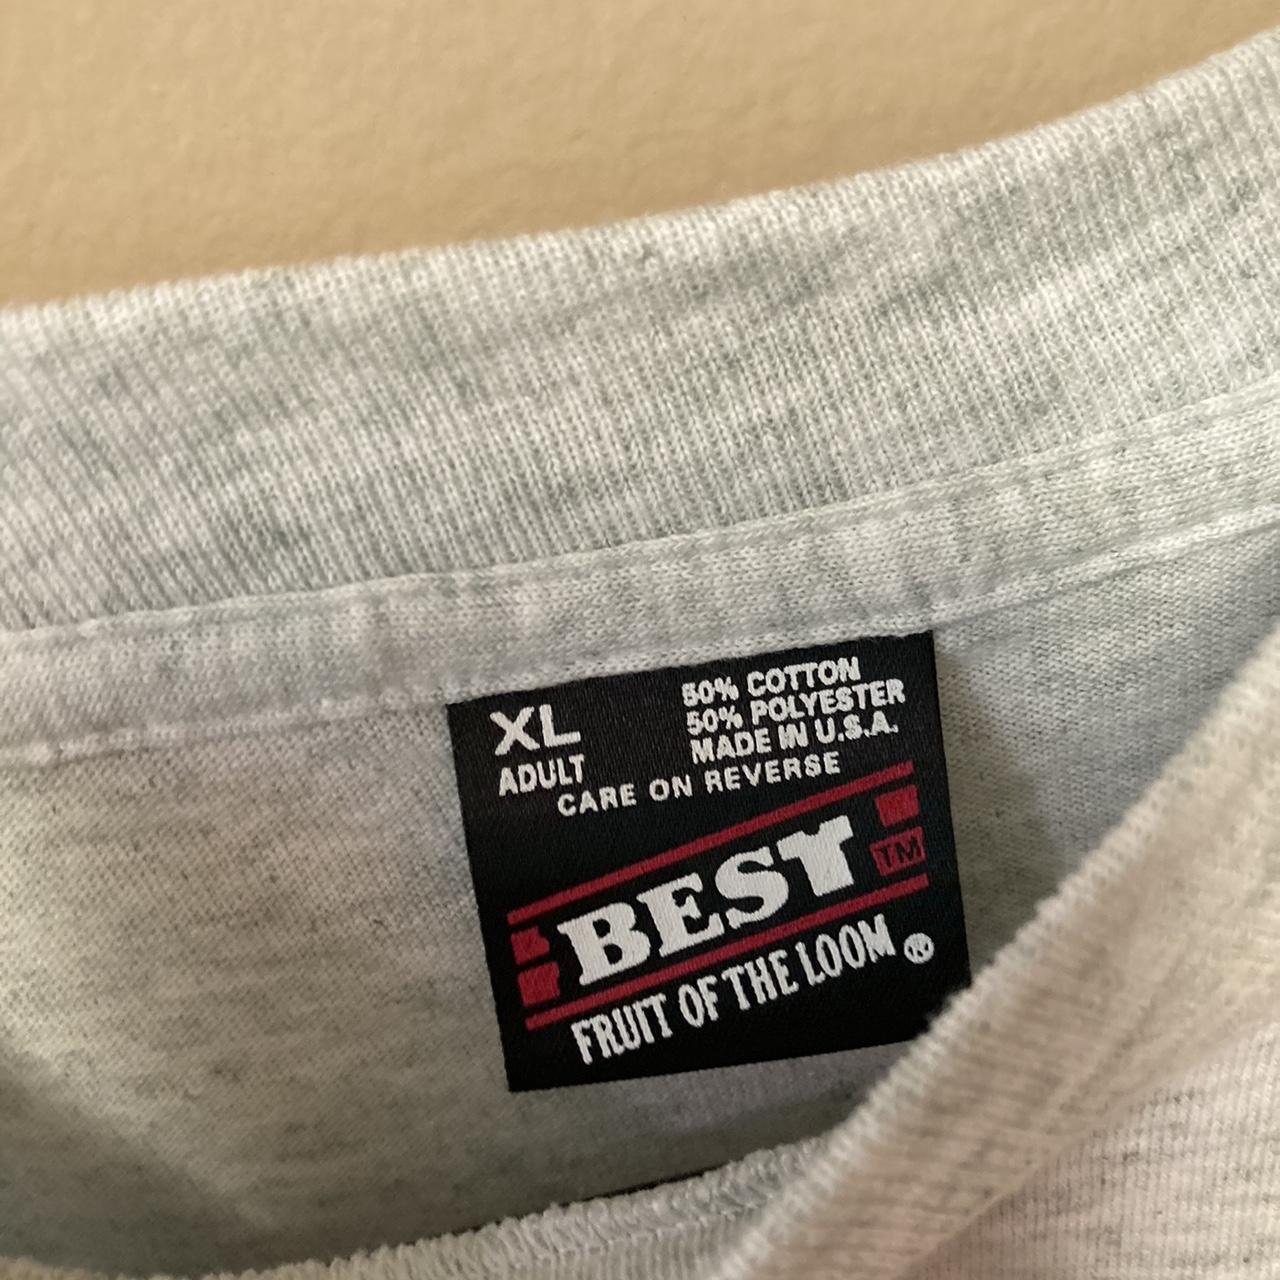 XL
ADULT
50% COTTON
50% POLYESTER
MADE IN U.S.A.
CARE ON REVERSE
BEST TM
FRUIT OF THE LOOM ®